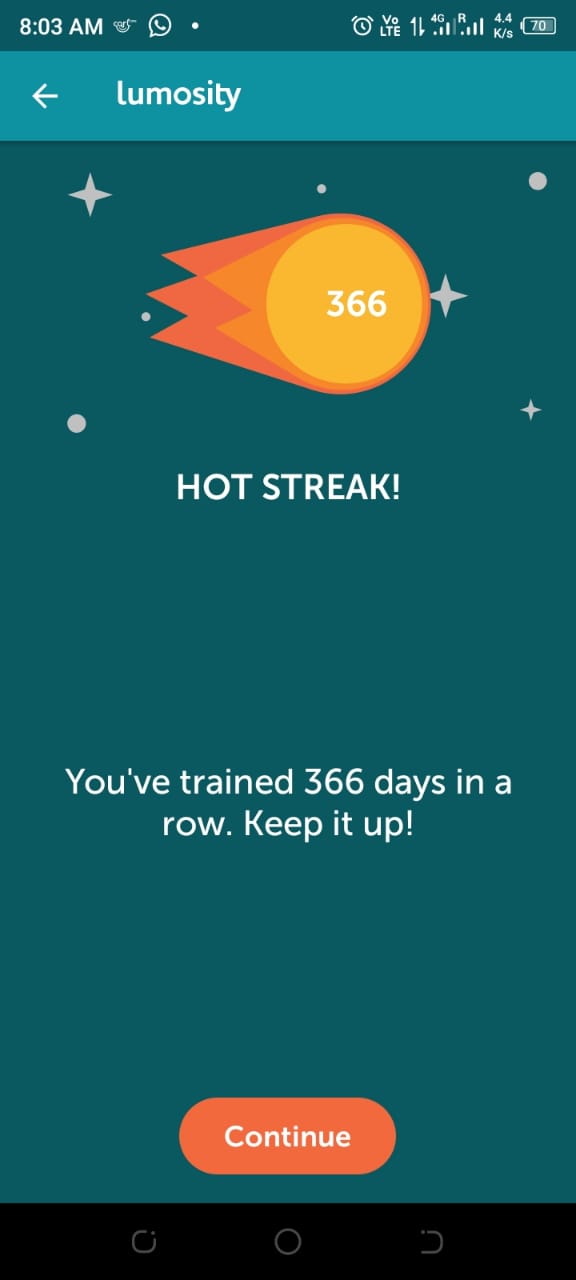 8:03 AM
Vo LTE 4G R 4.4 K/s 70
lumosity
366
HOT STREAK!
You've trained 366 days in a
row. Keep it up!
Continue